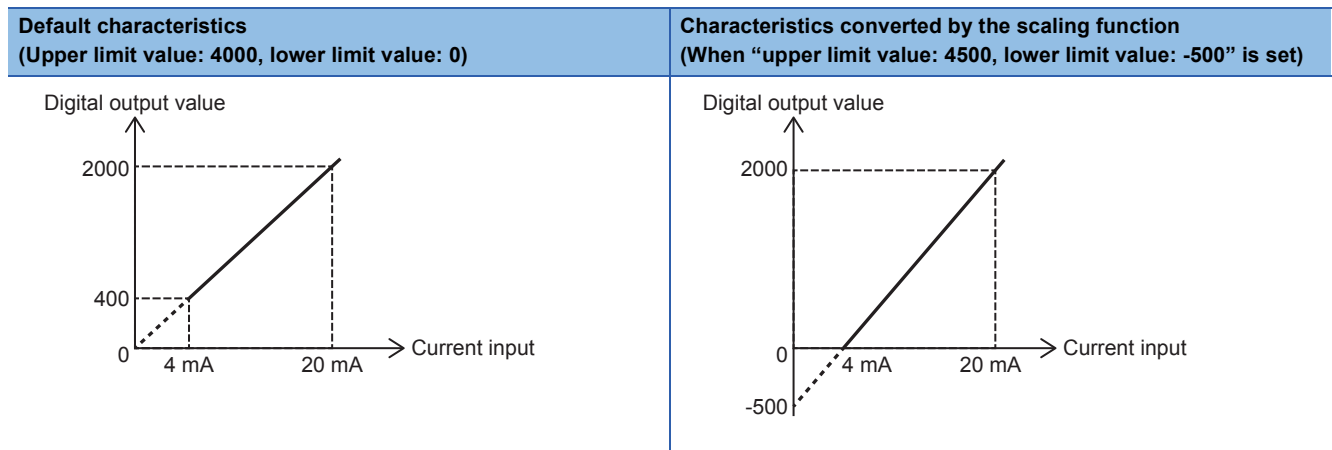 Default characteristics
(Upper limit value: 4000, lower limit value: 0)
Characteristics converted by the scaling function
(When “upper limit value: 4500, lower limit value: -500” is set)
Digital output value
2000
400
0
4 mA
20 mA
Current input
Digital output value
2000
0
4 mA
20 mA
Current input
-500